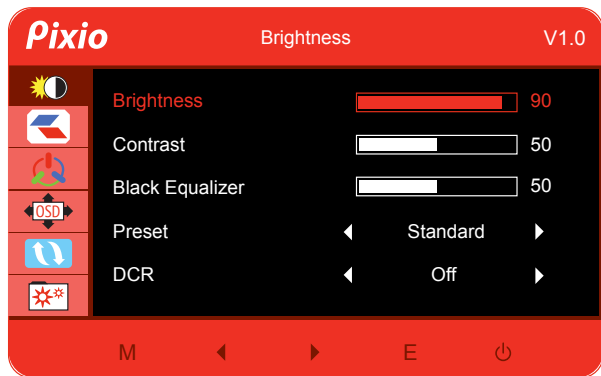 Pixio Brightness V1.0
Brightness 90
Contrast 50
Black Equalizer 50
OSD
Preset Standard
DCR Off
M E